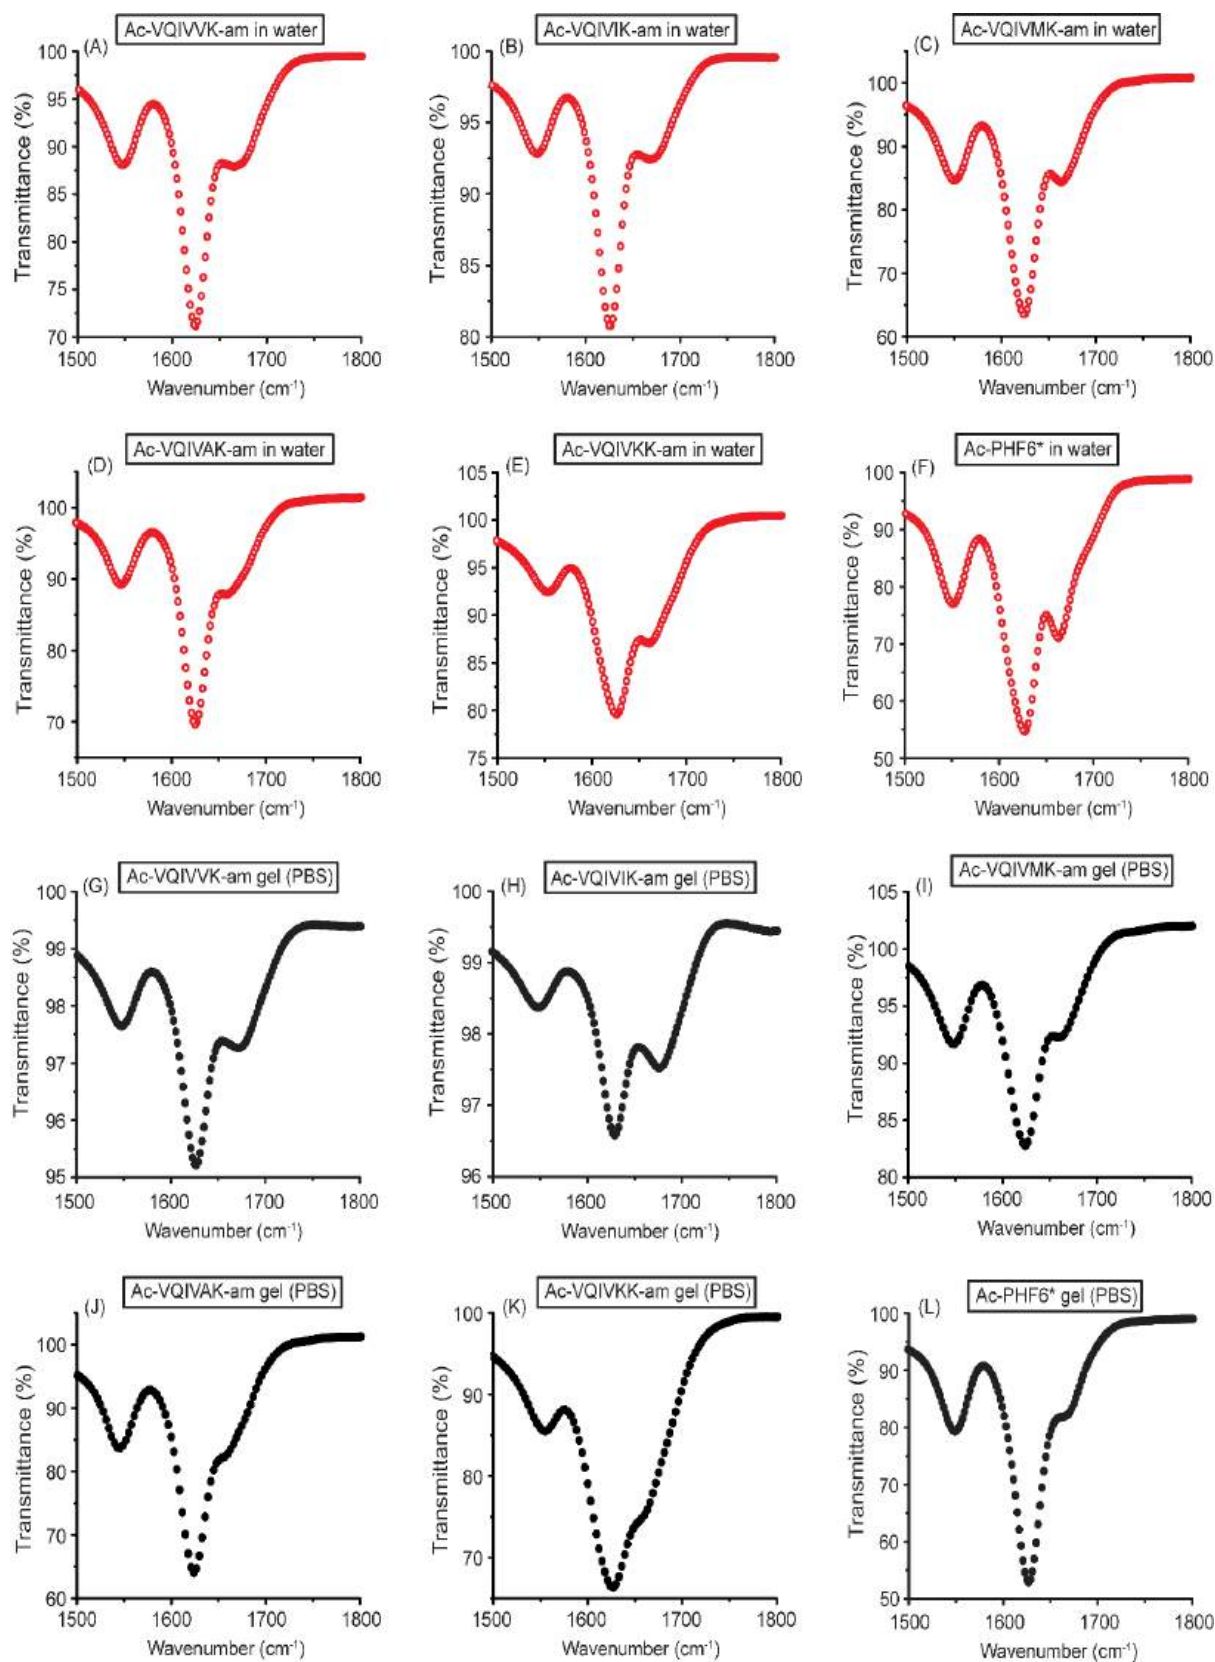 Ac-VQIVVK-am in water
(A)
100
95
90
85
80
75
70
Transmittance (%)
1500 1600 1700 1800
Wavenumber (cm⁻¹)
Ac-VQIVIK-am in water
(B)
100
95
90
85
80
Transmittance (%)
1500 1600 1700 1800
Wavenumber (cm⁻¹)
Ac-VQIVMK-am in water
(C)
100
90
80
70
60
Transmittance (%)
1500 1600 1700 1800
Wavenumber (cm⁻¹)
Ac-VQIVAK-am in water
(D)
100
90
80
70
Transmittance (%)
1500 1600 1700 1800
Wavenumber (cm⁻¹)
Ac-VQIVKK-am in water
(E)
105
100
95
90
85
80
75
Transmittance (%)
1500 1600 1700 1800
Wavenumber (cm⁻¹)
Ac-PHF6* in water
(F)
100
90
80
70
60
50
Transmittance (%)
1500 1600 1700 1800
Wavenumber (cm⁻¹)
Ac-VQIVVK-am gel (PBS)
(G)
100
99
98
97
96
95
Transmittance (%)
1500 1600 1700 1800
Wavenumber (cm⁻¹)
Ac-VQIVIK-am gel (PBS)
(H)
100
99
98
97
96
Transmittance (%)
1500 1600 1700 1800
Wavenumber (cm⁻¹)
Ac-VQIVMK-am gel (PBS)
(I)
105
100
95
90
85
80
Transmittance (%)
1500 1600 1700 1800
Wavenumber (cm⁻¹)
Ac-VQIVAK-am gel (PBS)
(J)
100
90
80
70
60
Transmittance (%)
1500 1600 1700 1800
Wavenumber (cm⁻¹)
Ac-VQIVKK-am gel (PBS)
(K)
100
90
80
70
Transmittance (%)
1500 1600 1700 1800
Wavenumber (cm⁻¹)
Ac-PHF6* gel (PBS)
(L)
100
90
80
70
60
50
Transmittance (%)
1500 1600 1700 1800
Wavenumber (cm⁻¹)